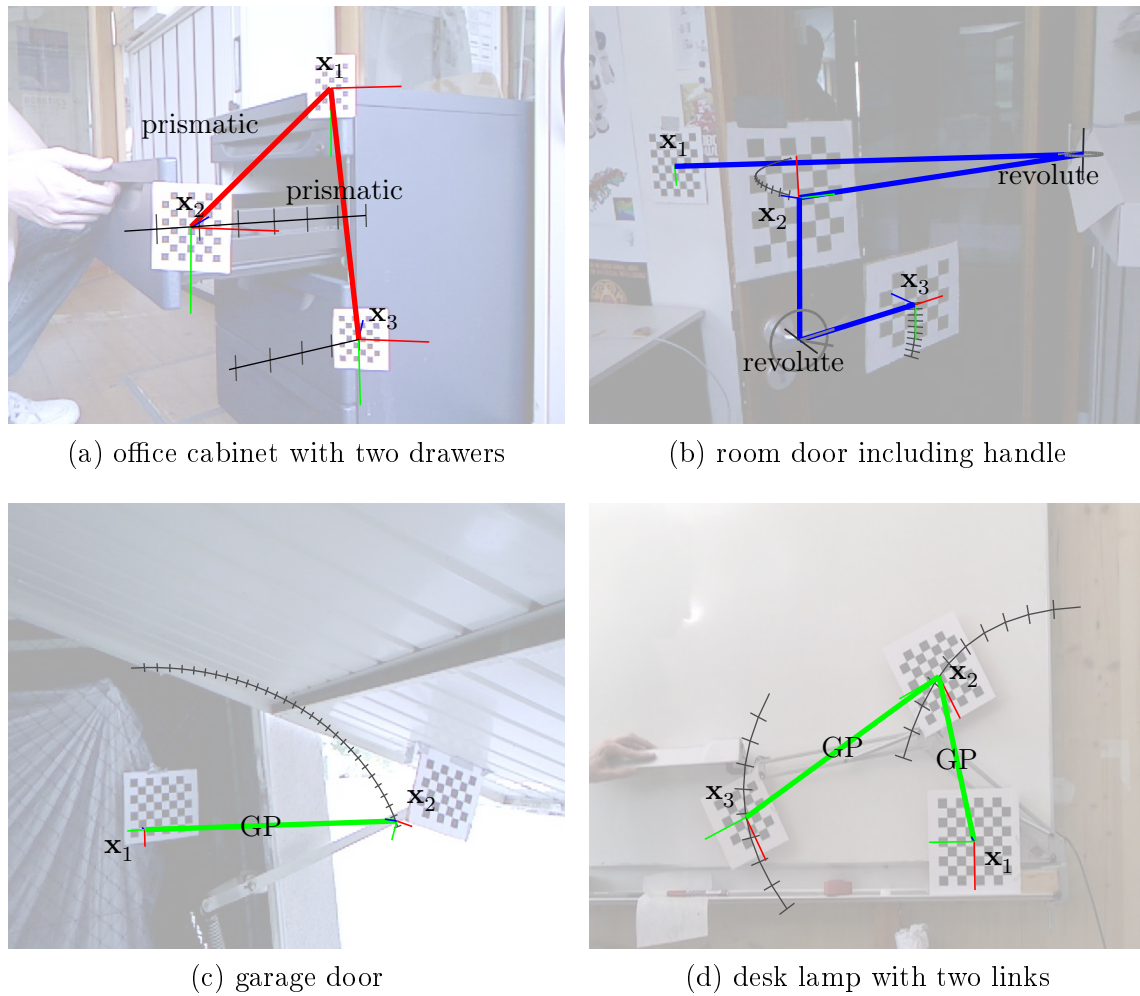 x1
prismatic
prismatic
x2
x3
(a) office cabinet with two drawers
x1
revolute
x2
x3
revolute
(b) room door including handle
x2
GP
x1
(c) garage door
x2
GP
GP
x3
x1
(d) desk lamp with two links